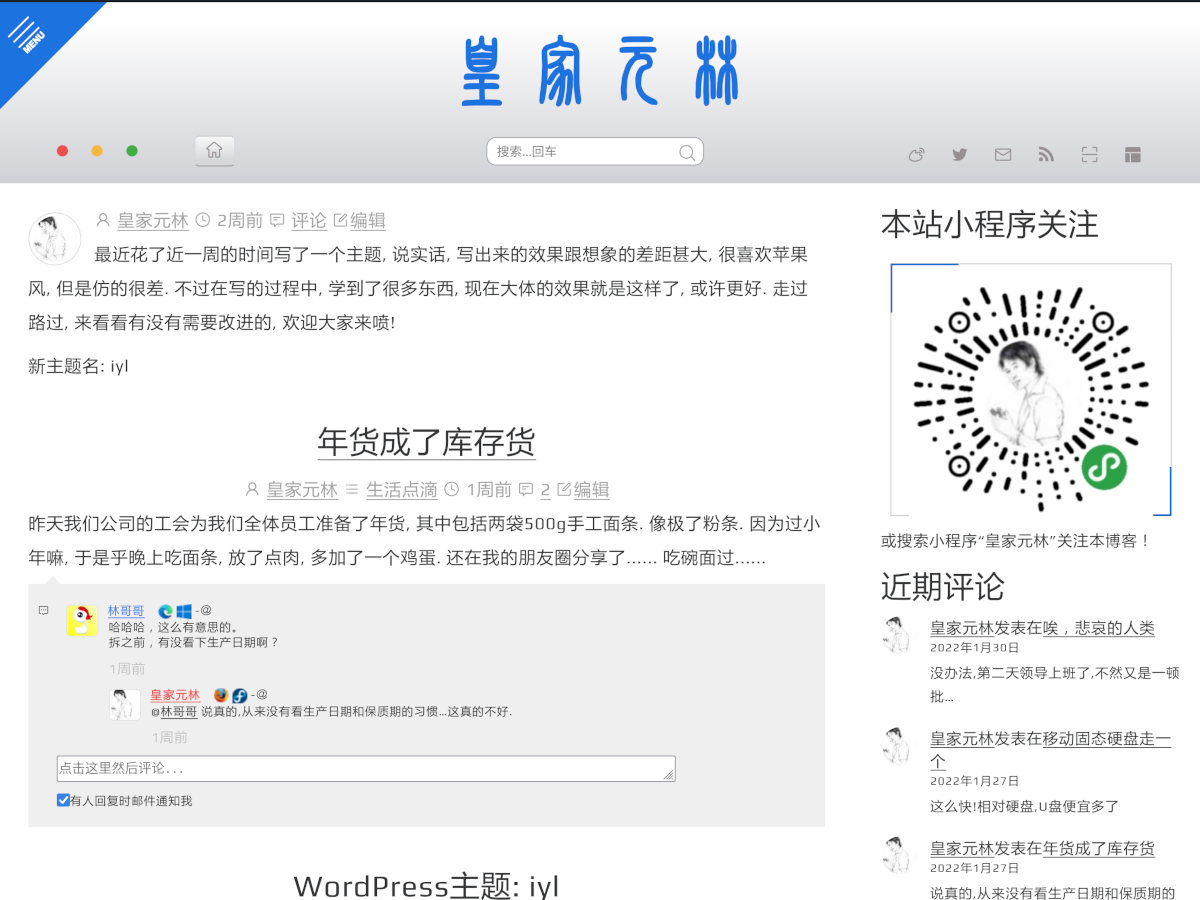 MENU
皇家元林
搜索...回车
皇家元林 2周前 评论 编辑
最近花了近一周的时间写了一个主题, 说实话, 写出来的效果跟想象的差距甚大, 很喜欢苹果
风, 但是仿的很差. 不过在写的过程中, 学到了很多东西, 现在大体的效果就是这样了, 或许更好. 走过
路过, 来看看有没有需要改进的, 欢迎大家来喷!
新主题名: iyl
年货成了库存货
皇家元林 生活点滴 1周前 2 编辑
昨天我们公司的工会为我们全体员工准备了年货, 其中包括两袋500g手工面条. 像极了粉条. 因为过小
年嘛, 于是乎晚上吃面条, 放了点肉, 多加了一个鸡蛋. 还在我的朋友圈分享了...... 吃碗面过......
林哥哥 -@
哈哈哈，这么有意思的。
拆之前，有没看下生产日期啊？
1周前
皇家元林 -@
@林哥哥 说真的,从来没有看生产日期和保质期的习惯...这真的不好.
1周前
点击这里然后评论...
有人回复时邮件通知我
WordPress主题: iyl
本站小程序关注
或搜索小程序“皇家元林”关注本博客！
近期评论
皇家元林发表在唉，悲哀的人类
2022年1月30日
没办法,第二天领导上班了,不然又是一顿
批...
皇家元林发表在移动固态硬盘走一
个
2022年1月27日
这么快!相对硬盘,U盘便宜多了
皇家元林发表在年货成了库存货
2022年1月27日
说真的,从来没有看生产日期和保质期的